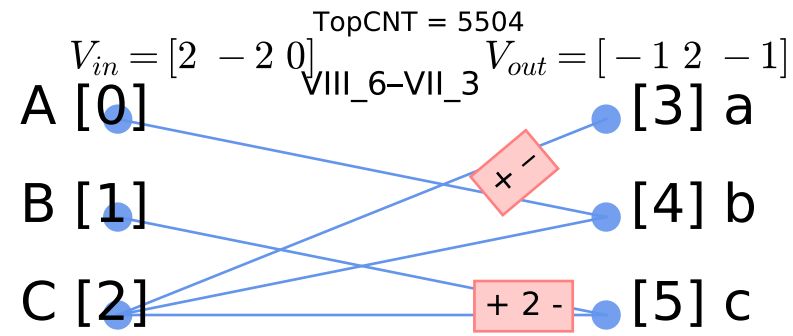 TopCNT = 5504
V_in = [2 −2 0]
V_out = [−1 2 −1]
VIII_6–VII_3
A [0]
[3] a
+ −
B [1]
[4] b
C [2]
+ 2 -
[5] c